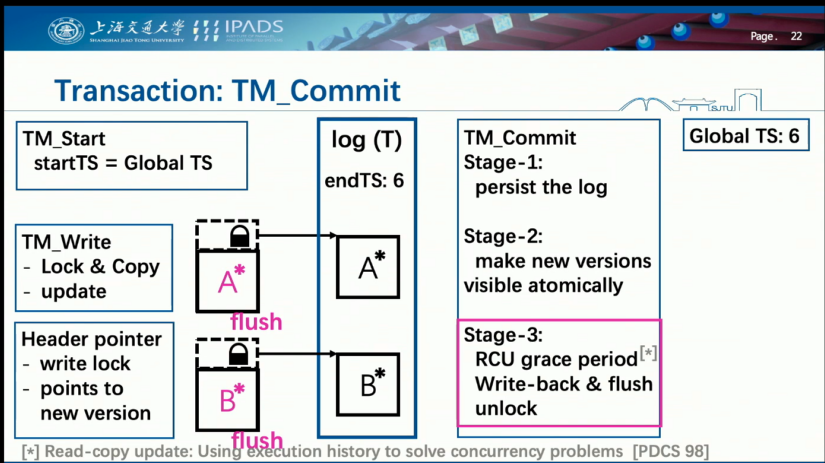 上海交通大学
SHANGHAI JIAO TONG UNIVERSITY
IPADS
Page. 22
Transaction: TM_Commit
SJTU
TM_Start
startTS = Global TS
log (T)
endTS: 6
TM_Commit
Stage-1:
persist the log
Stage-2:
make new versions
visible atomically
Stage-3:
RCU grace period[*]
Write-back & flush
unlock
Global TS: 6
TM_Write
- Lock & Copy
- update
A*
flush
A*
Header pointer
- write lock
- points to
new version
B*
flush
B*
[*] Read-copy update: Using execution history to solve concurrency problems [PDCS 98]